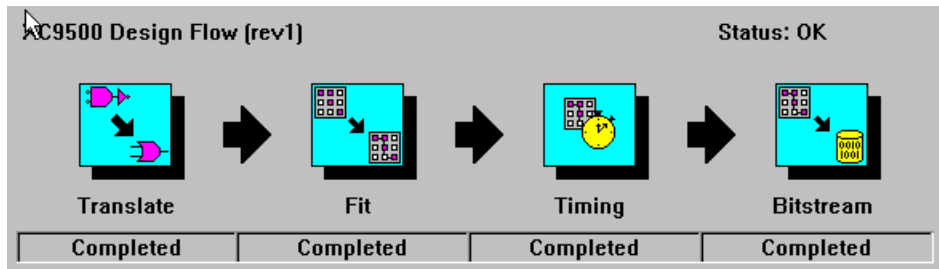 XC9500 Design Flow (rev1) Status: OK
Translate Fit Timing Bitstream
Completed Completed Completed Completed